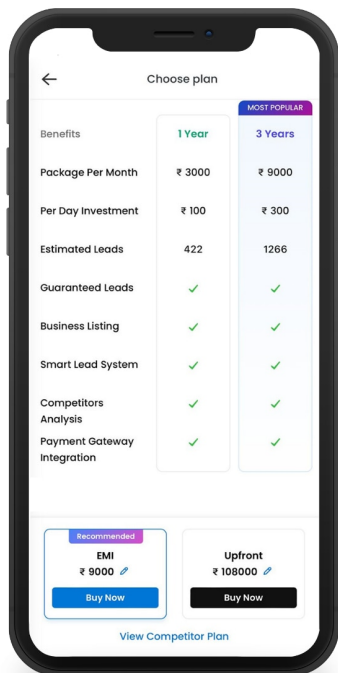 Choose plan
MOST POPULAR
Benefits 1 Year 3 Years
Package Per Month ₹ 3000 ₹ 9000
Per Day Investment ₹ 100 ₹ 300
Estimated Leads 422 1266
Guaranteed Leads ✓ ✓
Business Listing ✓ ✓
Smart Lead System ✓ ✓
Competitors ✓ ✓
Analysis
Payment Gateway ✓ ✓
Integration
Recommended
EMI Upfront
₹ 9000 ₹ 108000
Buy Now Buy Now
View Competitor Plan